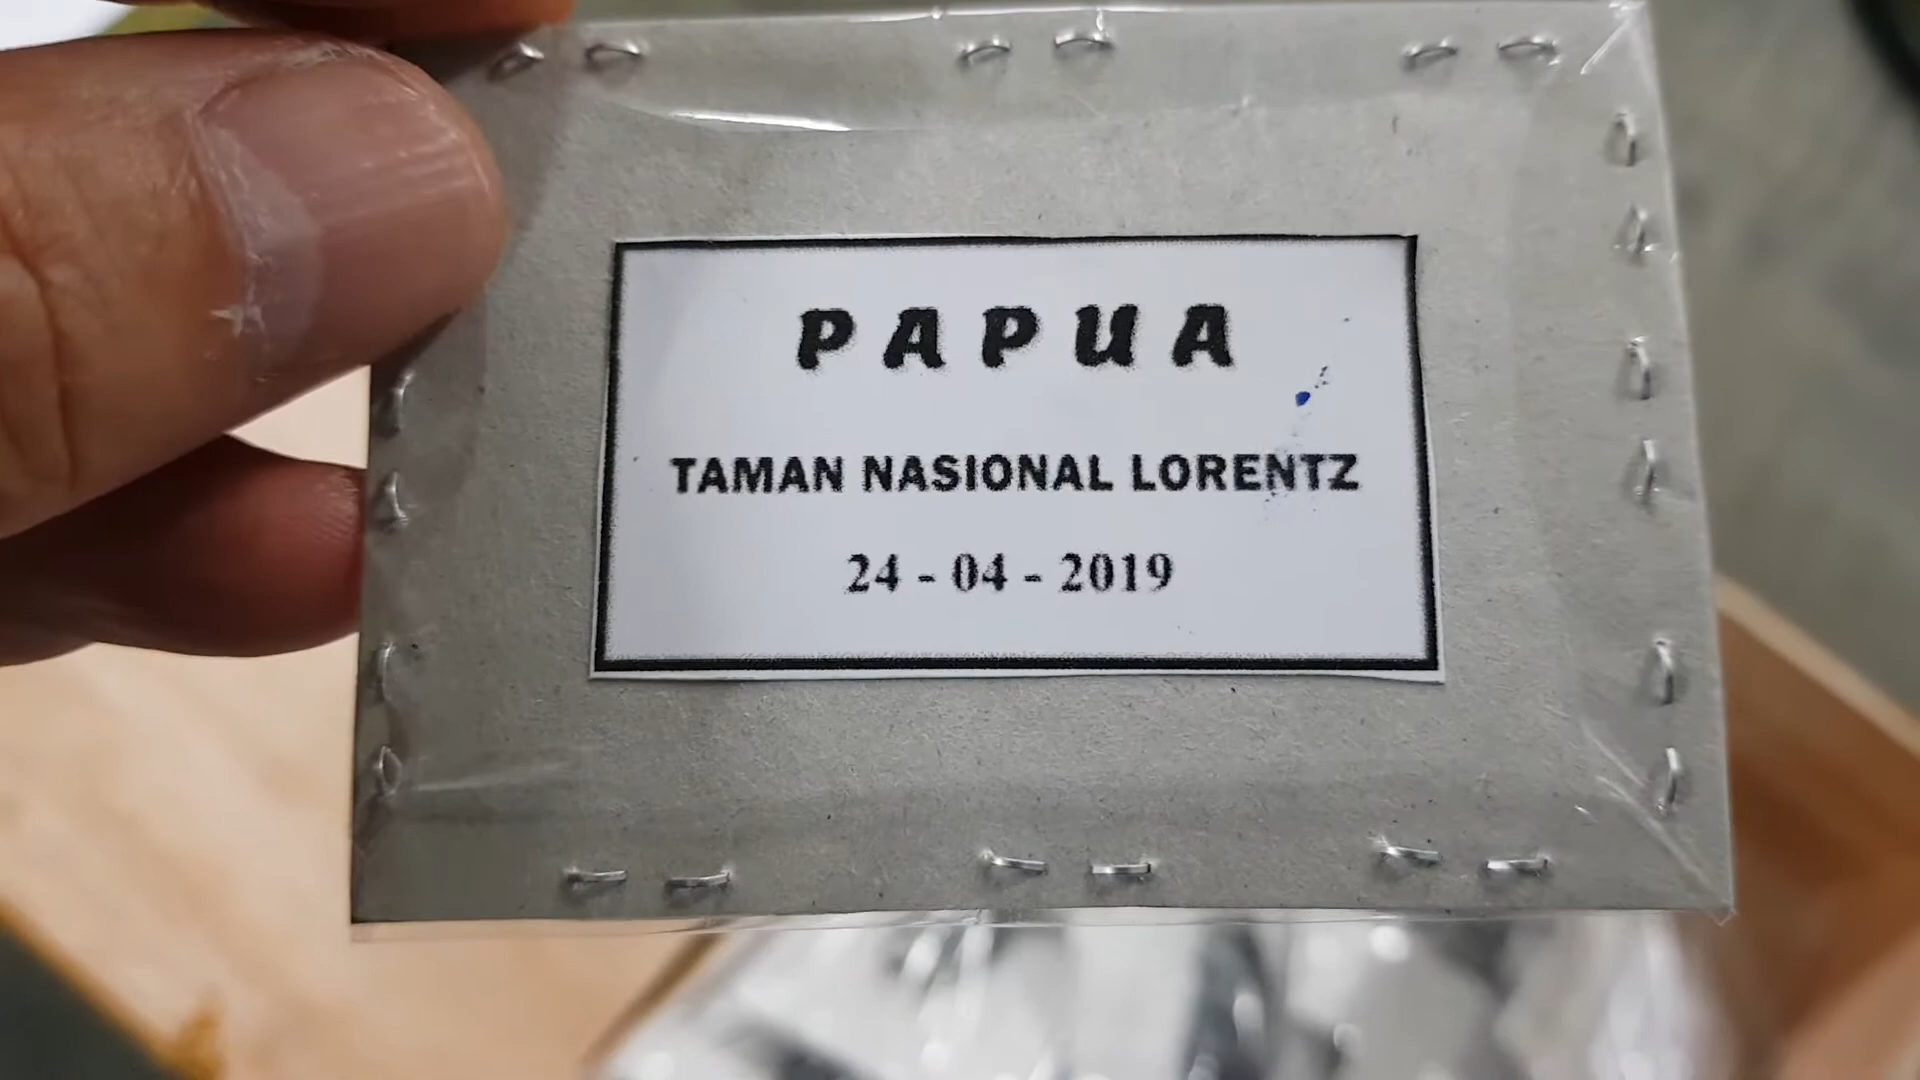 PAPUA
TAMAN NASIONAL LORENTZ
24 - 04 - 2019